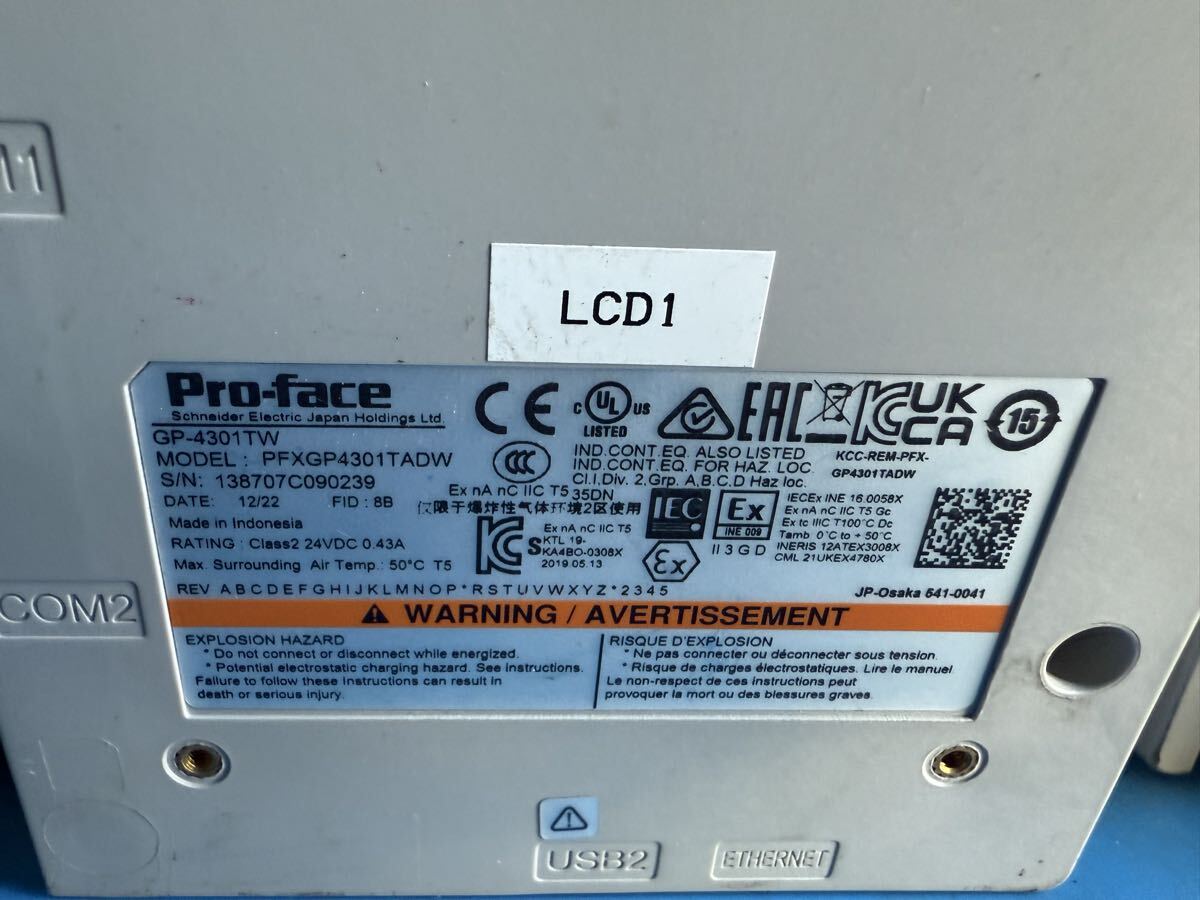 LCD1
Pro-face
Schneider Electric Japan Holdings Ltd.
GP-4301TW
MODEL : PFXGP4301TADW
S/N: 138707C090239
DATE: 12/22 FID : 8B
Made in Indonesia
RATING : Class2 24VDC 0.43A
Max. Surrounding Air Temp.: 50°C T5
REV A B C D E F G H I J K L M N O P * R S T U V W X Y Z * 2 3 4 5
CE
CCC
Ex nA nC IIC T5
仅限于爆炸性气体环境2区使用
C UL US
LISTED
IND.CONT.EQ. ALSO LISTED
IND.CONT.EQ. FOR HAZ. LOC.
Cl.I,Div. 2,Grp. A,B,C,D Haz loc.
35DN
EAC
KC
UK
CA
15
KCC-REM-PFX-
GP4301TADW
KCs
Ex nA nC IIC T5
KTL 19-
KA4BO-0308X
2019.05.13
IEC
Ex
INE 009
Ex
II 3 G D
IECEx INE 16.0058X
Ex nA nC IIC T5 Gc
Ex tc IIIC T100°C Dc
Tamb 0°C to + 50°C
INERIS 12ATEX3008X
CML 21UKEX4780X
JP-Osaka 641-0041
WARNING / AVERTISSEMENT
EXPLOSION HAZARD
* Do not connect or disconnect while energized.
* Potential electrostatic charging hazard. See instructions.
Failure to follow these instructions can result in
death or serious injury.
RISQUE D'EXPLOSION
* Ne pas connecter ou déconnecter sous tension.
* Risque de charges électrostatiques. Lire le manuel.
Le non-respect de ces instructions peut
provoquer la mort ou des blessures graves.
COM2
USB2
ETHERNET